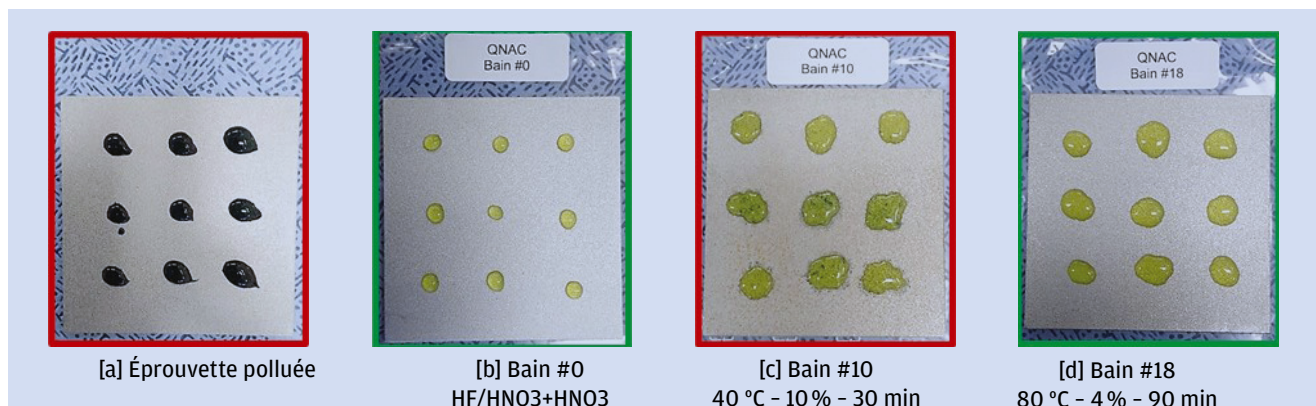 QNAC
Bain #0
QNAC
Bain #10
QNAC
Bain #18
[a] Éprouvette polluée
[b] Bain #0
HF/HNO3+HNO3
[c] Bain #10
40 °C – 10 % – 30 min
[d] Bain #18
80 °C – 4 % – 90 min